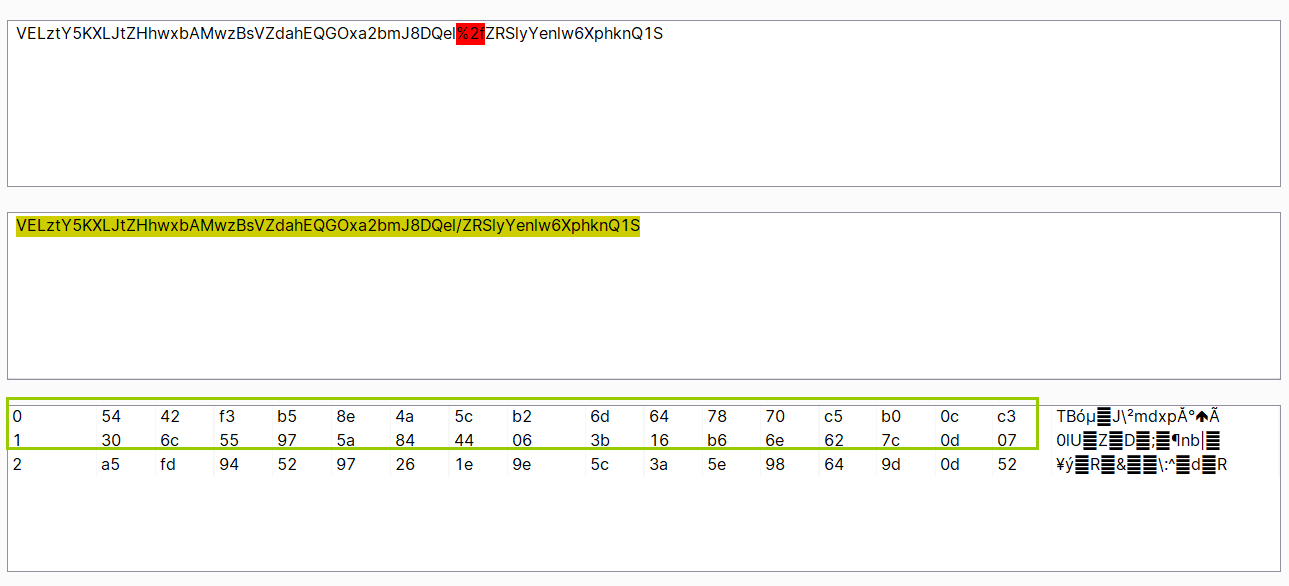 VELztY5KXLJtZHhwxbAMwzBsVZdahEQGOxa2bmJ8DQel%2fZRSlyYenlw6XphknQ1S
VELztY5KXLJtZHhwxbAMwzBsVZdahEQGOxa2bmJ8DQel/ZRSlyYenlw6XphknQ1S
0 54 42 f3 b5 8e 4a 5c b2 6d 64 78 70 c5 b0 0c c3 TBóµ█J\²mdxpÅ°🡅Ã
1 30 6c 55 97 5a 84 44 06 3b 16 b6 6e 62 7c 0d 07 0lU█Z█D█;█¶nb|█
2 a5 fd 94 52 97 26 1e 9e 5c 3a 5e 98 64 9d 0d 52 ¥ý█R█&██\:^█d█R